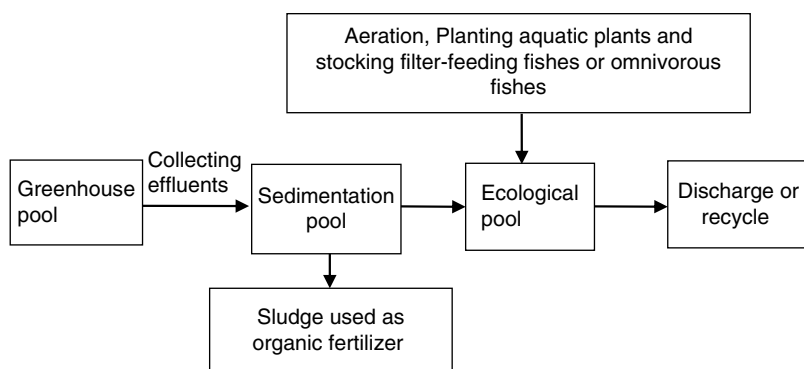 Aeration, Planting aquatic plants and
stocking filter-feeding fishes or omnivorous
fishes
Greenhouse
pool
Collecting
effluents
Sedimentation
pool
Ecological
pool
Discharge or
recycle
Sludge used as
organic fertilizer